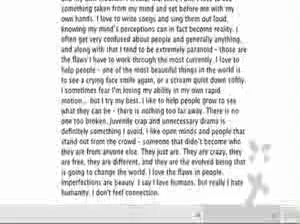 something taken from my mind and set before me with my
own hands. I love to write songs and sing them out loud,
knowing my mind's perceptions can in fact become reality. I
often get very confused about people and generally anything,
and along with that I tend to be extremely paranoid - those are
the flaws I have to work through the most currently. I love to
help people - one of the most beautiful things in the world is
to see a crying face smile again, or a scream quiet down softly.
I sometimes fear I'm losing my ability in my own rapid
motion... but I try my best. I like to help people grow to see
what they can be - there is nothing too far away. There is no
one too broken. Juvenile crap and unnecessary drama is
definitely something I avoid, I like open minds and people that
stand out from the crowd - someone that didn't become who
they are from anyone else. They just are. They are crazy, they
are free, they are different, and they are the evolved being that
is going to change the world. I love the flaws in people.
Imperfections are beauty. I say I love humans, but really I hate
humanity. I don't feel connection.